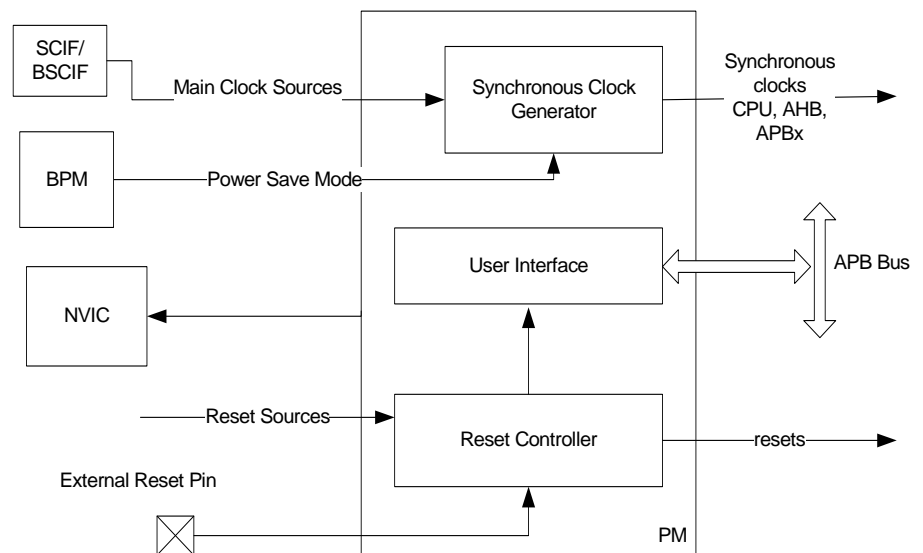 SCIF/
BSCIF
Main Clock Sources
Synchronous Clock
Generator
Synchronous
clocks
CPU, AHB,
APBx
BPM
Power Save Mode
User Interface
APB Bus
NVIC
Reset Sources
Reset Controller
resets
External Reset Pin
PM